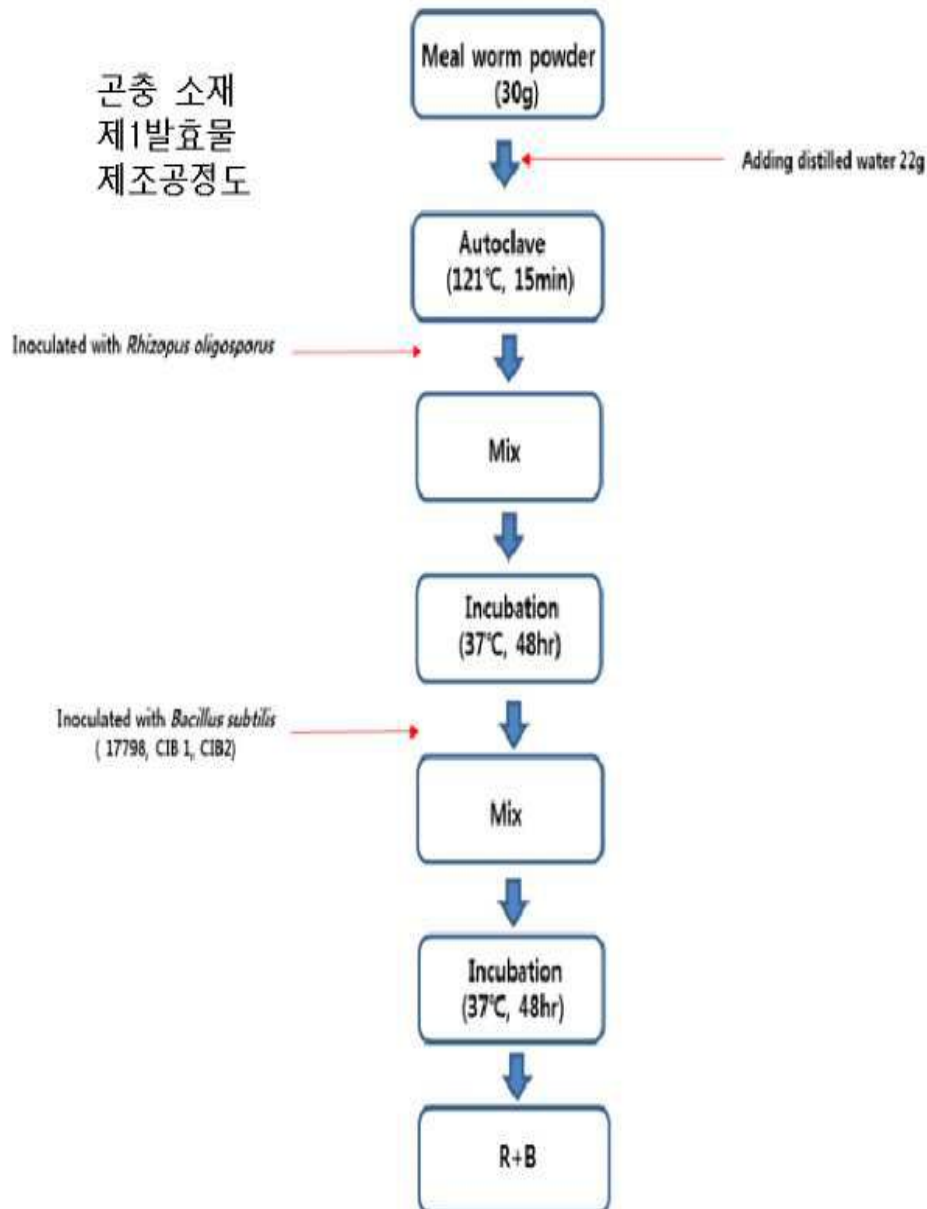 곤충 소재
제1발효물
제조공정도
Meal worm powder
(30g)
Adding distilled water 22g
Autoclave
(121℃, 15min)
Inoculated with Rhizopus oligosporus
Mix
Incubation
(37℃, 48hr)
Inoculated with Bacillus subtilis
( 17798, CIB 1, CIB2)
Mix
Incubation
(37℃, 48hr)
R+B